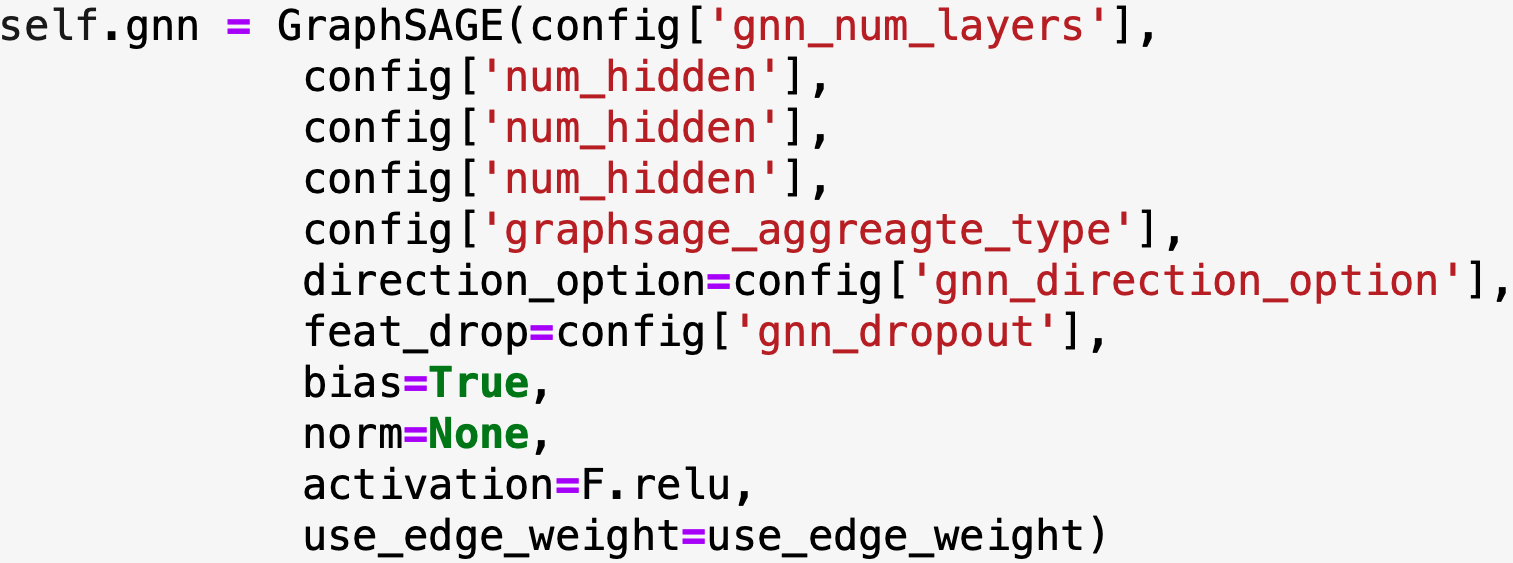 self.gnn = GraphSAGE(config['gnn_num_layers'],
config['num_hidden'],
config['num_hidden'],
config['num_hidden'],
config['graphsage_aggreagte_type'],
direction_option=config['gnn_direction_option'],
feat_drop=config['gnn_dropout'],
bias=True,
norm=None,
activation=F.relu,
use_edge_weight=use_edge_weight)